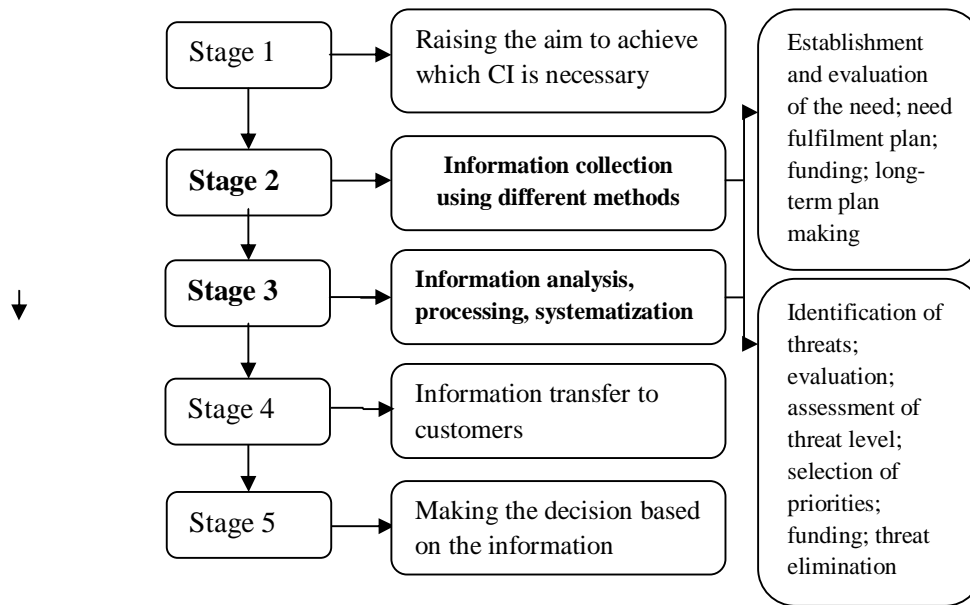 Stage 1
Raising the aim to achieve
which CI is necessary
Stage 2
Information collection
using different methods
Stage 3
Information analysis,
processing, systematization
Stage 4
Information transfer to
customers
Stage 5
Making the decision based
on the information
Establishment
and evaluation
of the need; need
fulfilment plan;
funding; long-
term plan
making
Identification of
threats;
evaluation;
assessment of
threat level;
selection of
priorities;
funding; threat
elimination